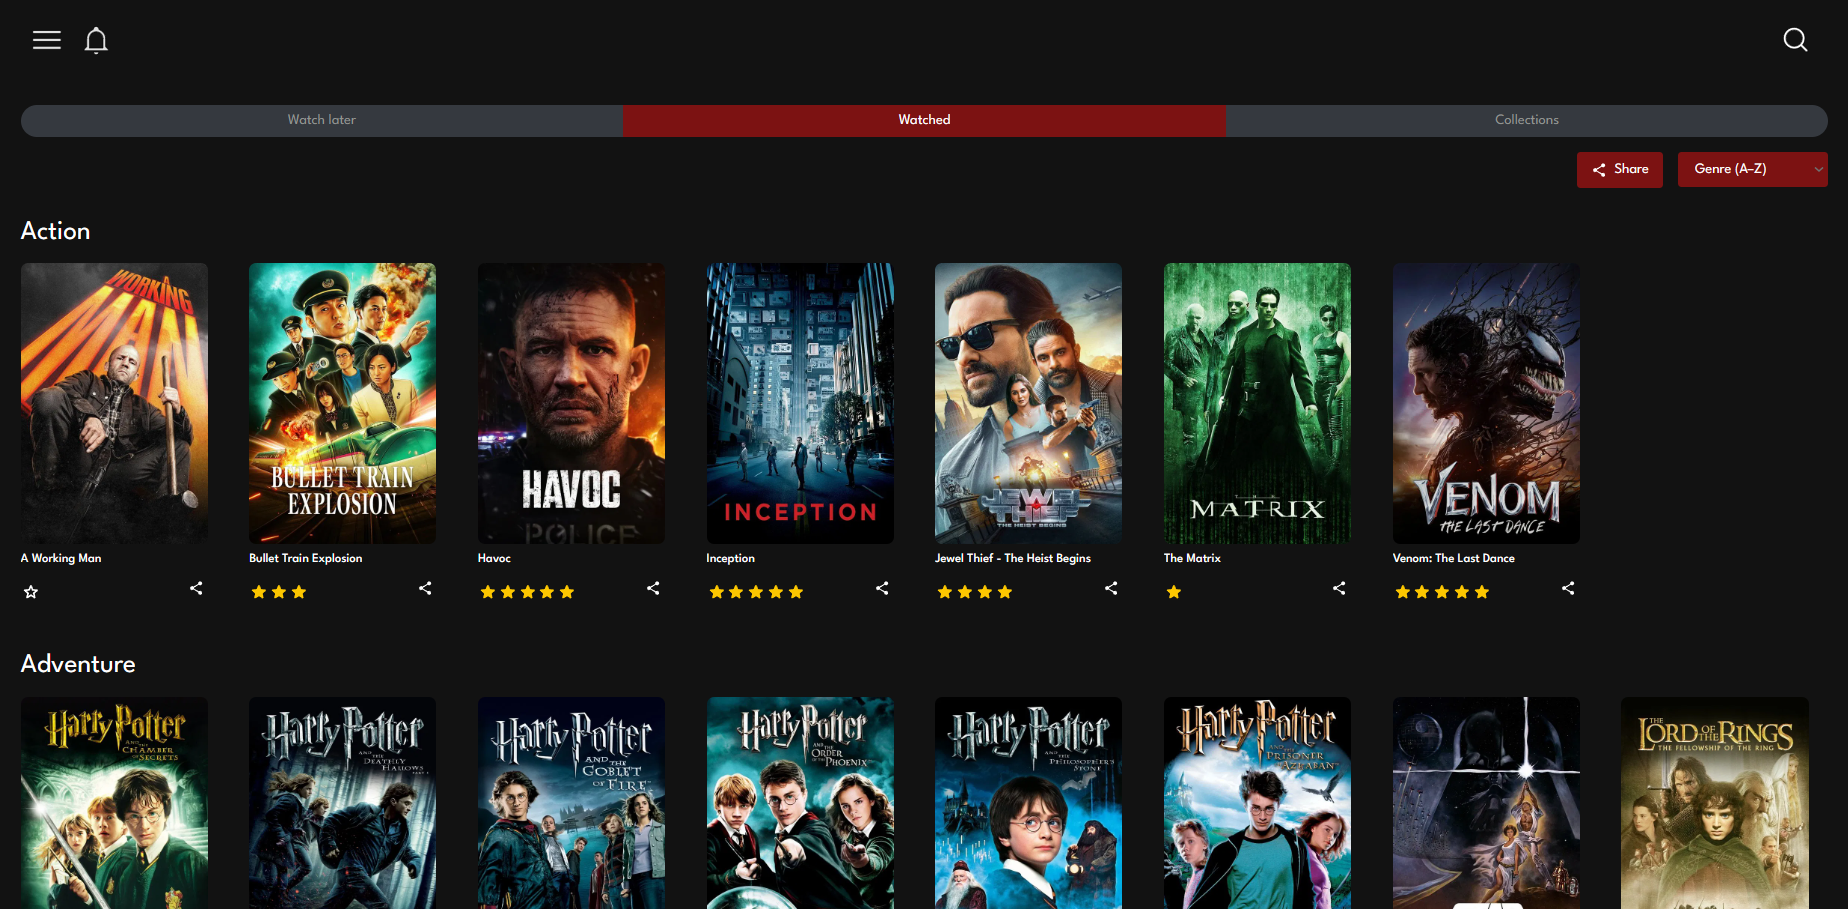 Watch later
Watched
Collections
Share
Genre (A-Z)
Action
A WORKING
MAN
BULLET TRAIN
EXPLOSION
HAVOC
POLICE
INCEPTION
JEWEL
THIEF
THE HEIST BEGINS
THE
MATRIX
VENOM
THE LAST DANCE
A Working Man
Bullet Train Explosion
Havoc
Inception
Jewel Thief - The Heist Begins
The Matrix
Venom: The Last Dance
Adventure
Harry Potter
AND THE
CHAMBER
OF SECRETS
Harry Potter
AND THE
DEATHLY
HALLOWS
PART 1
Harry Potter
AND THE
GOBLET
OF FIRE
Harry Potter
AND THE
ORDER
OF THE
PHOENIX
Harry Potter
AND THE
PHILOSOPHER'S
STONE
Harry Potter
AND THE
PRISONER
OF AZKABAN
THE
LORD OF THE RINGS
THE FELLOWSHIP OF THE RING